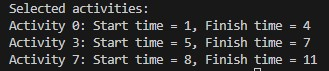 Selected activities:
Activity 0: Start time = 1, Finish time = 4
Activity 3: Start time = 5, Finish time = 7
Activity 7: Start time = 8, Finish time = 11